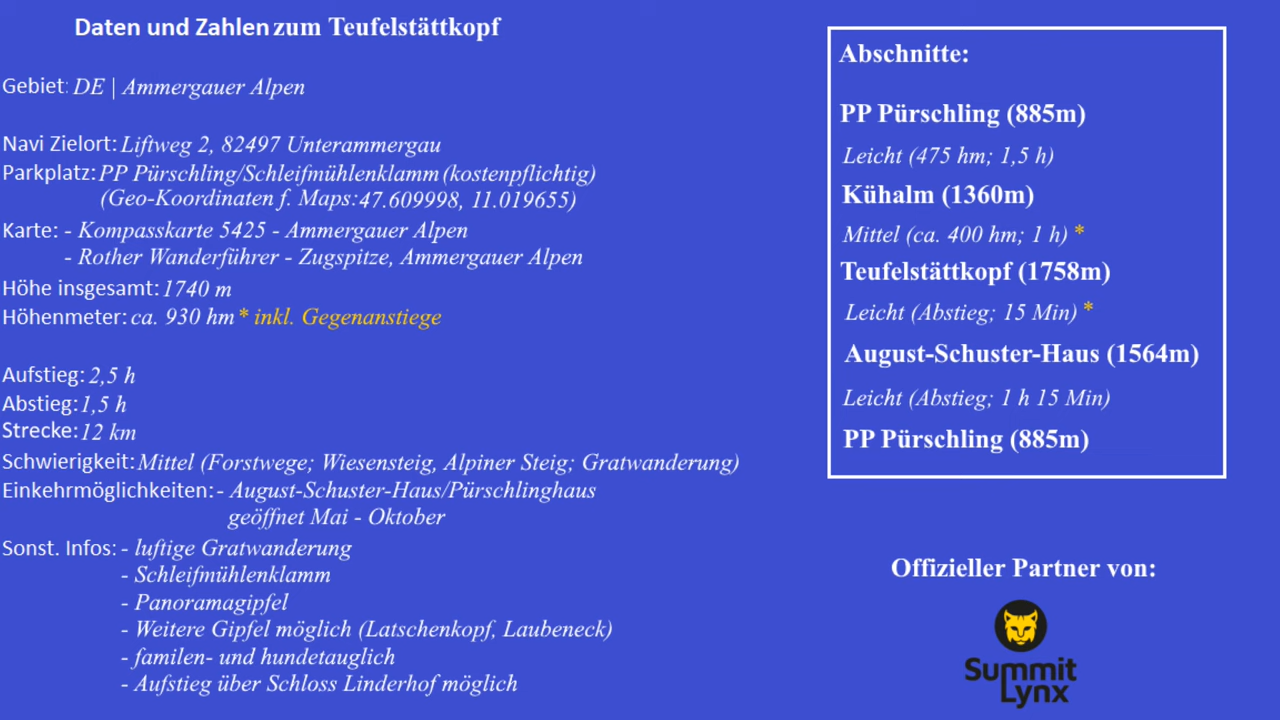 Daten und Zahlen zum Teufelstättkopf
Gebiet: DE | Ammergauer Alpen
Navi Zielort: Liftweg 2, 82497 Unterammergau
Parkplatz: PP Pürschling/Schleifmühlenklamm (kostenpflichtig)
(Geo-Koordinaten f. Maps: 47.609998, 11.019655)
Karte: - Kompasskarte 5425 - Ammergauer Alpen
- Rother Wanderführer - Zugspitze, Ammergauer Alpen
Höhe insgesamt: 1740 m
Höhenmeter: ca. 930 hm * inkl. Gegenanstiege
Aufstieg: 2,5 h
Abstieg: 1,5 h
Strecke: 12 km
Schwierigkeit: Mittel (Forstwege; Wiesensteig, Alpiner Steig; Gratwanderung)
Einkehrmöglichkeiten: - August-Schuster-Haus/Pürschlinghaus
geöffnet Mai - Oktober
Sonst. Infos: - luftige Gratwanderung
- Schleifmühlenklamm
- Panoramagipfel
- Weitere Gipfel möglich (Latschenkopf, Laubeneck)
- familen- und hundetauglich
- Aufstieg über Schloss Linderhof möglich
Abschnitte:
PP Pürschling (885m)
Leicht (475 hm; 1,5 h)
Kühalm (1360m)
Mittel (ca. 400 hm; 1 h) *
Teufelstättkopf (1758m)
Leicht (Abstieg; 15 Min) *
August-Schuster-Haus (1564m)
Leicht (Abstieg; 1 h 15 Min)
PP Pürschling (885m)
Offizieller Partner von:
Summit
Lynx